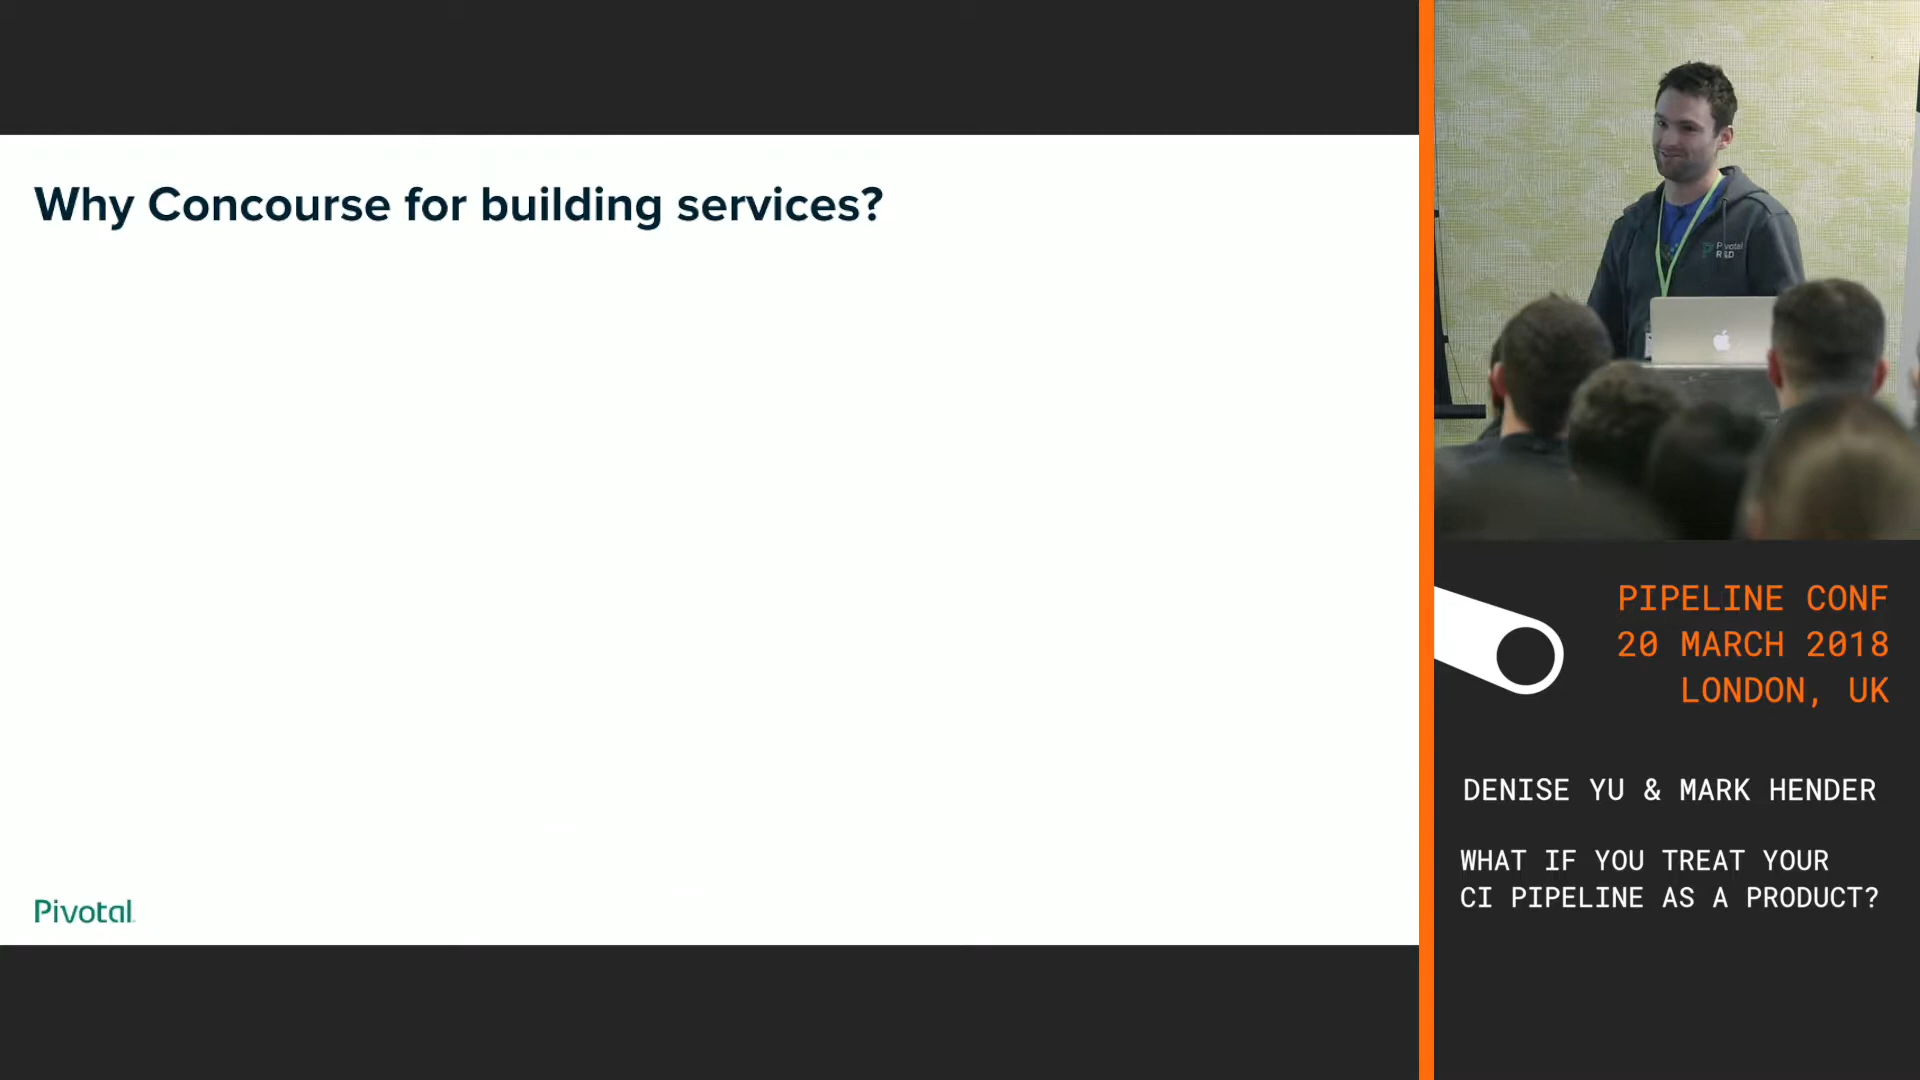 Why Concourse for building services?
Pivotal
Pivotal
R&D
PIPELINE CONF
20 MARCH 2018
LONDON, UK
DENISE YU & MARK HENDER
WHAT IF YOU TREAT YOUR
CI PIPELINE AS A PRODUCT?